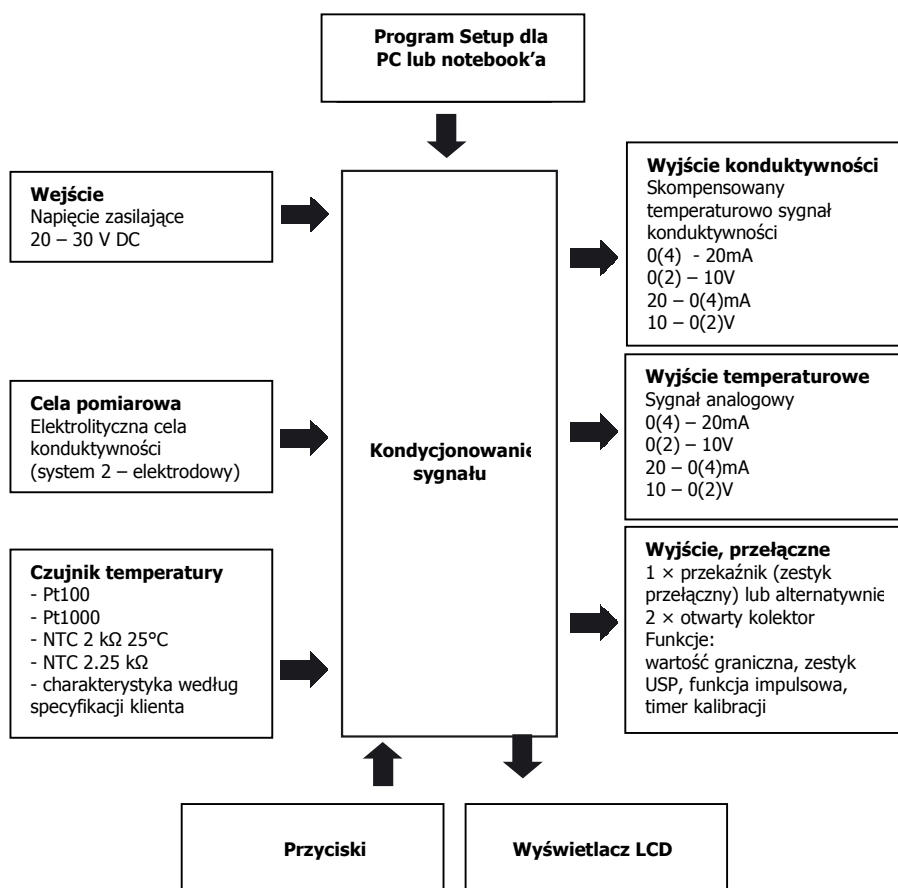 Program Setup dla
PC lub notebook’a
Wejście
Napięcie zasilające
20 – 30 V DC
Wyjście konduktywności
Skompensowany
temperaturowo sygnał
konduktywności
0(4) - 20mA
0(2) – 10V
20 – 0(4)mA
10 – 0(2)V
Cela pomiarowa
Elektrolityczna cela
konduktywności
(system 2 – elektrodowy)
Kondycjonowanie
sygnału
Wyjście temperaturowe
Sygnał analogowy
0(4) – 20mA
0(2) – 10V
20 – 0(4)mA
10 – 0(2)V
Czujnik temperatury
- Pt100
- Pt1000
- NTC 2 kΩ 25°C
- NTC 2.25 kΩ
- charakterystyka według
specyfikacji klienta
Wyjście, przełączne
1 × przekaźnik (zestyk
przełączny) lub alternatywnie
2 × otwarty kolektor
Funkcje:
wartość graniczna, zestyk
USP, funkcja impulsowa,
timer kalibracji
Przyciski
Wyświetlacz LCD